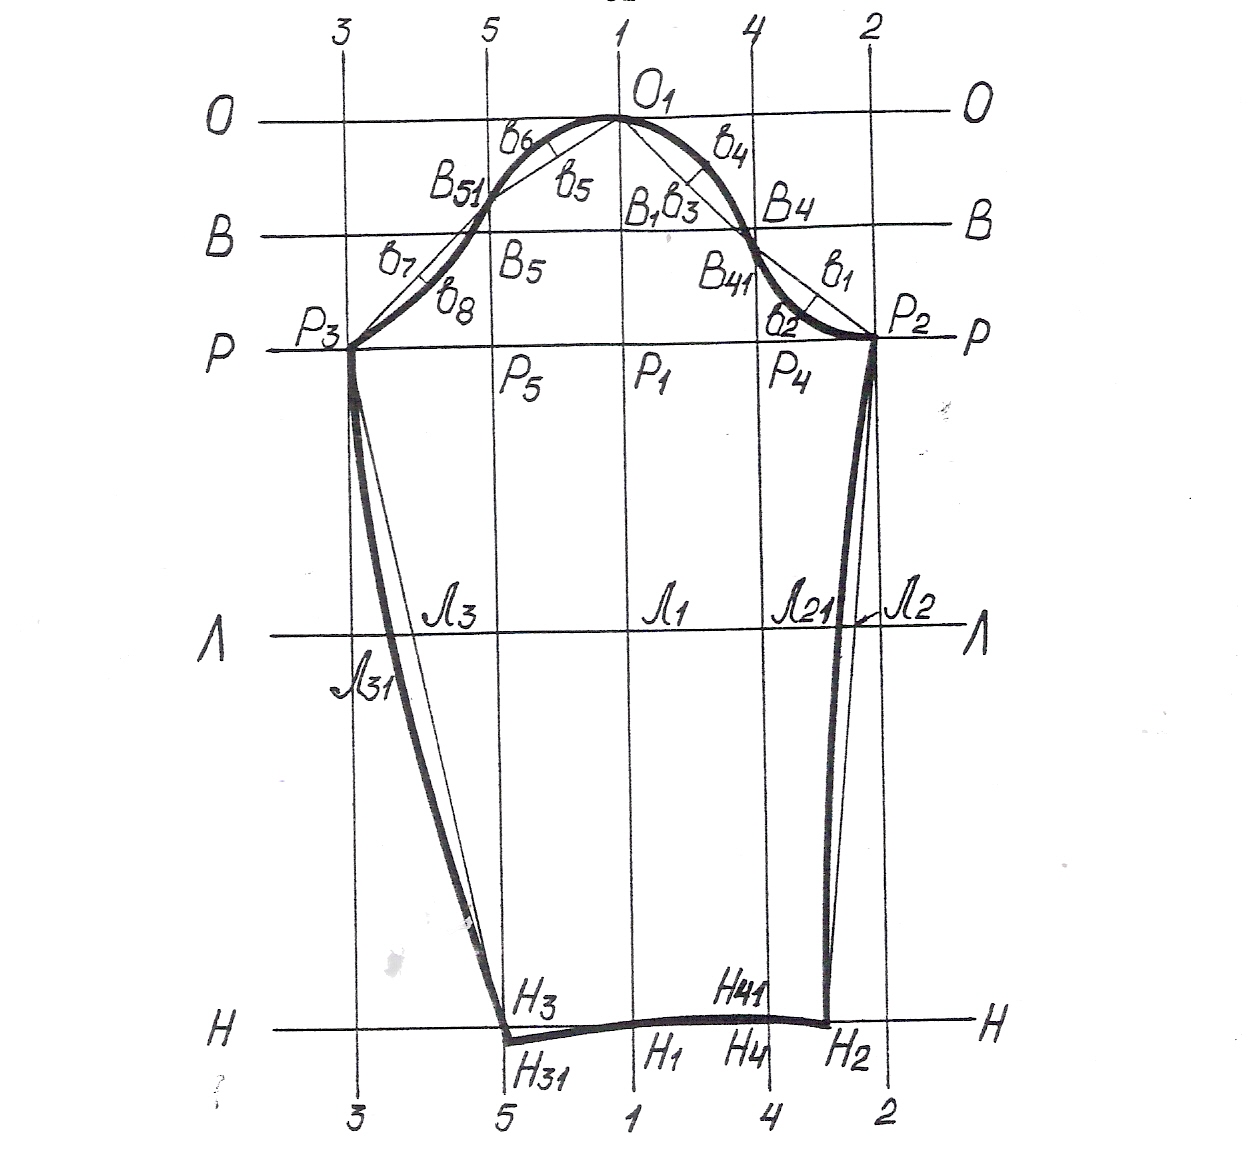 3 5 1 4 2
О О₁ О
в₆ в₄
В₅₁ в₅ В₁ в₃ В₄
В В
в₇ В₅ В₄₁ в₁
в₈ в₂
Р₃ Р₂
Р Р₅ Р₁ Р₄ Р
Л Л₃ Л₁ Л₂₁ Л₂ Л
Л₃₁
Н₃ Н₄₁
Н Н₁ Н₄ Н₂ Н
Н₃₁
3 5 1 4 2